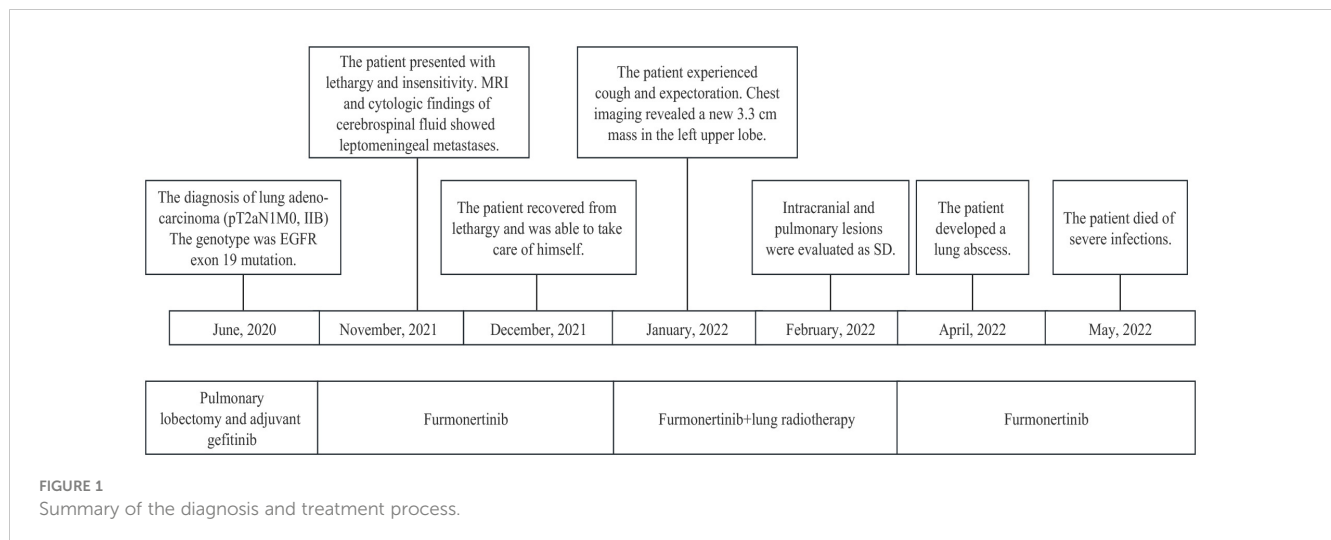 The patient presented with
lethargy and insensitivity. MRI
and cytologic findings of
cerebrospinal fluid showed
leptomeningeal metastases.
The patient experienced
cough and expectoration. Chest
imaging revealed a new 3.3 cm
mass in the left upper lobe.
The diagnosis of lung adeno-
carcinoma (pT2aN1M0, IIB)
The genotype was EGFR
exon 19 mutation.
The patient recovered from
lethargy and was able to take
care of himself.
Intracranial and
pulmonary lesions
were evaluated as SD.
The patient
developed a
lung abscess.
The patient died of
severe infections.
June, 2020
November, 2021
December, 2021
January, 2022
February, 2022
April, 2022
May, 2022
Pulmonary
lobectomy and adjuvant
gefitinib
Furmonertinib
Furmonertinib+lung radiotherapy
Furmonertinib
FIGURE 1
Summary of the diagnosis and treatment process.